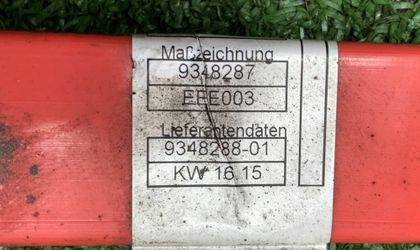 Maßzeichnung
9348287
EEE003
Lieferantendaten
9348288-01
KW 16 15